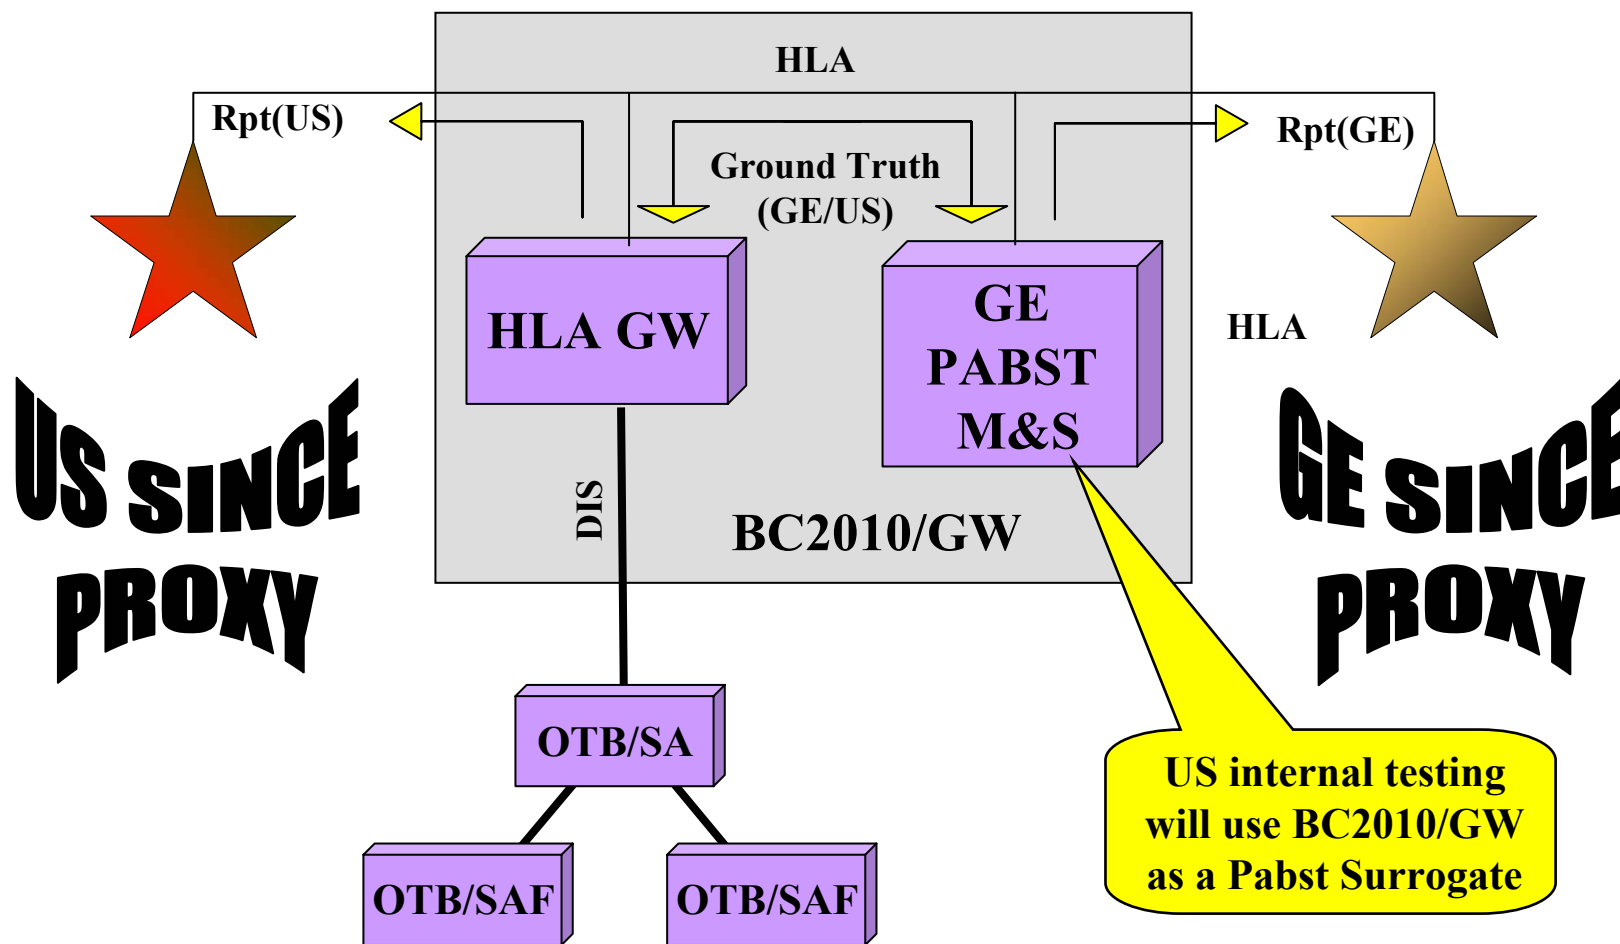 HLA
Rpt(US)
Rpt(GE)
Ground Truth
(GE/US)
HLA GW
GE
PABST
M&S
HLA
US SINCE
PROXY
GE SINCE
PROXY
DIS
BC2010/GW
OTB/SA
OTB/SAF
OTB/SAF
US internal testing
will use BC2010/GW
as a Pabst Surrogate